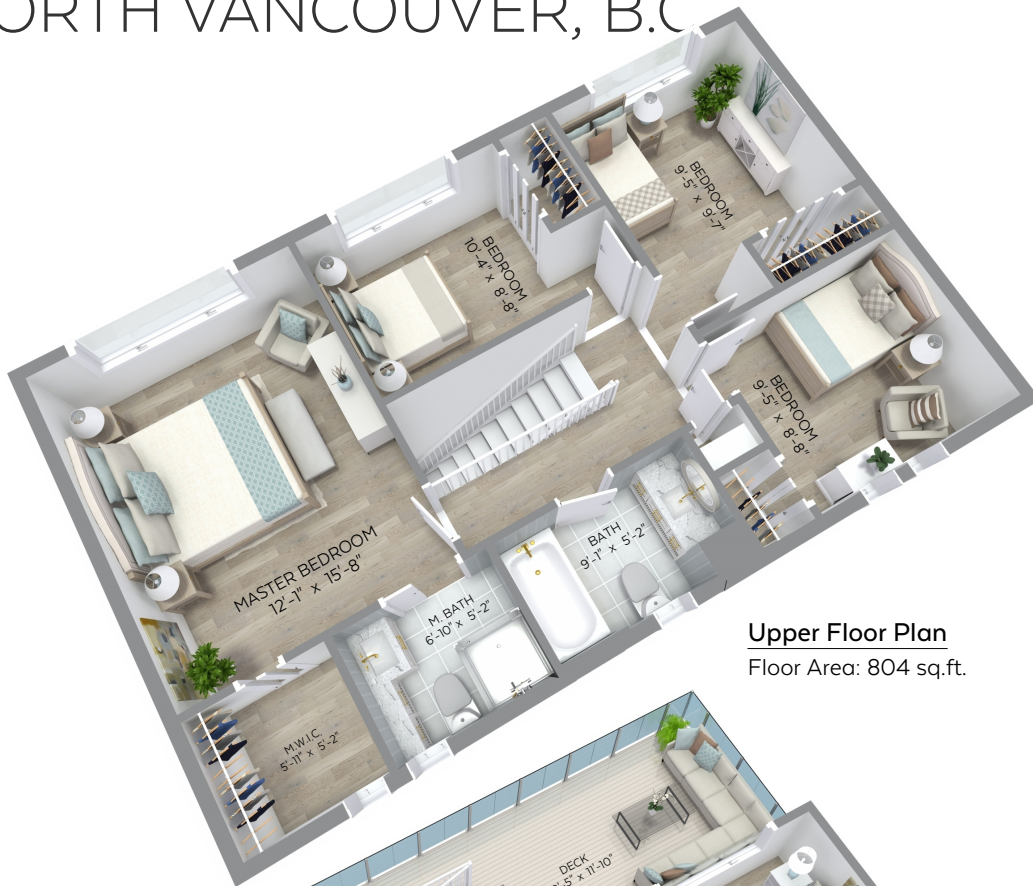 ORTH VANCOUVER, B.C
BEDROOM
9'-5" x 9'-7"
BEDROOM
10'-4" x 8'-8"
BEDROOM
9'-5" x 8'-8"
MASTER BEDROOM
12'-1" x 15'-8"
BATH
9'-1" x 5'-2"
M. BATH
6'-10" x 5'-2"
M.W.I.C.
5'-11" x 5'-2"
Upper Floor Plan
Floor Area: 804 sq.ft.
DECK
x 11'-10"